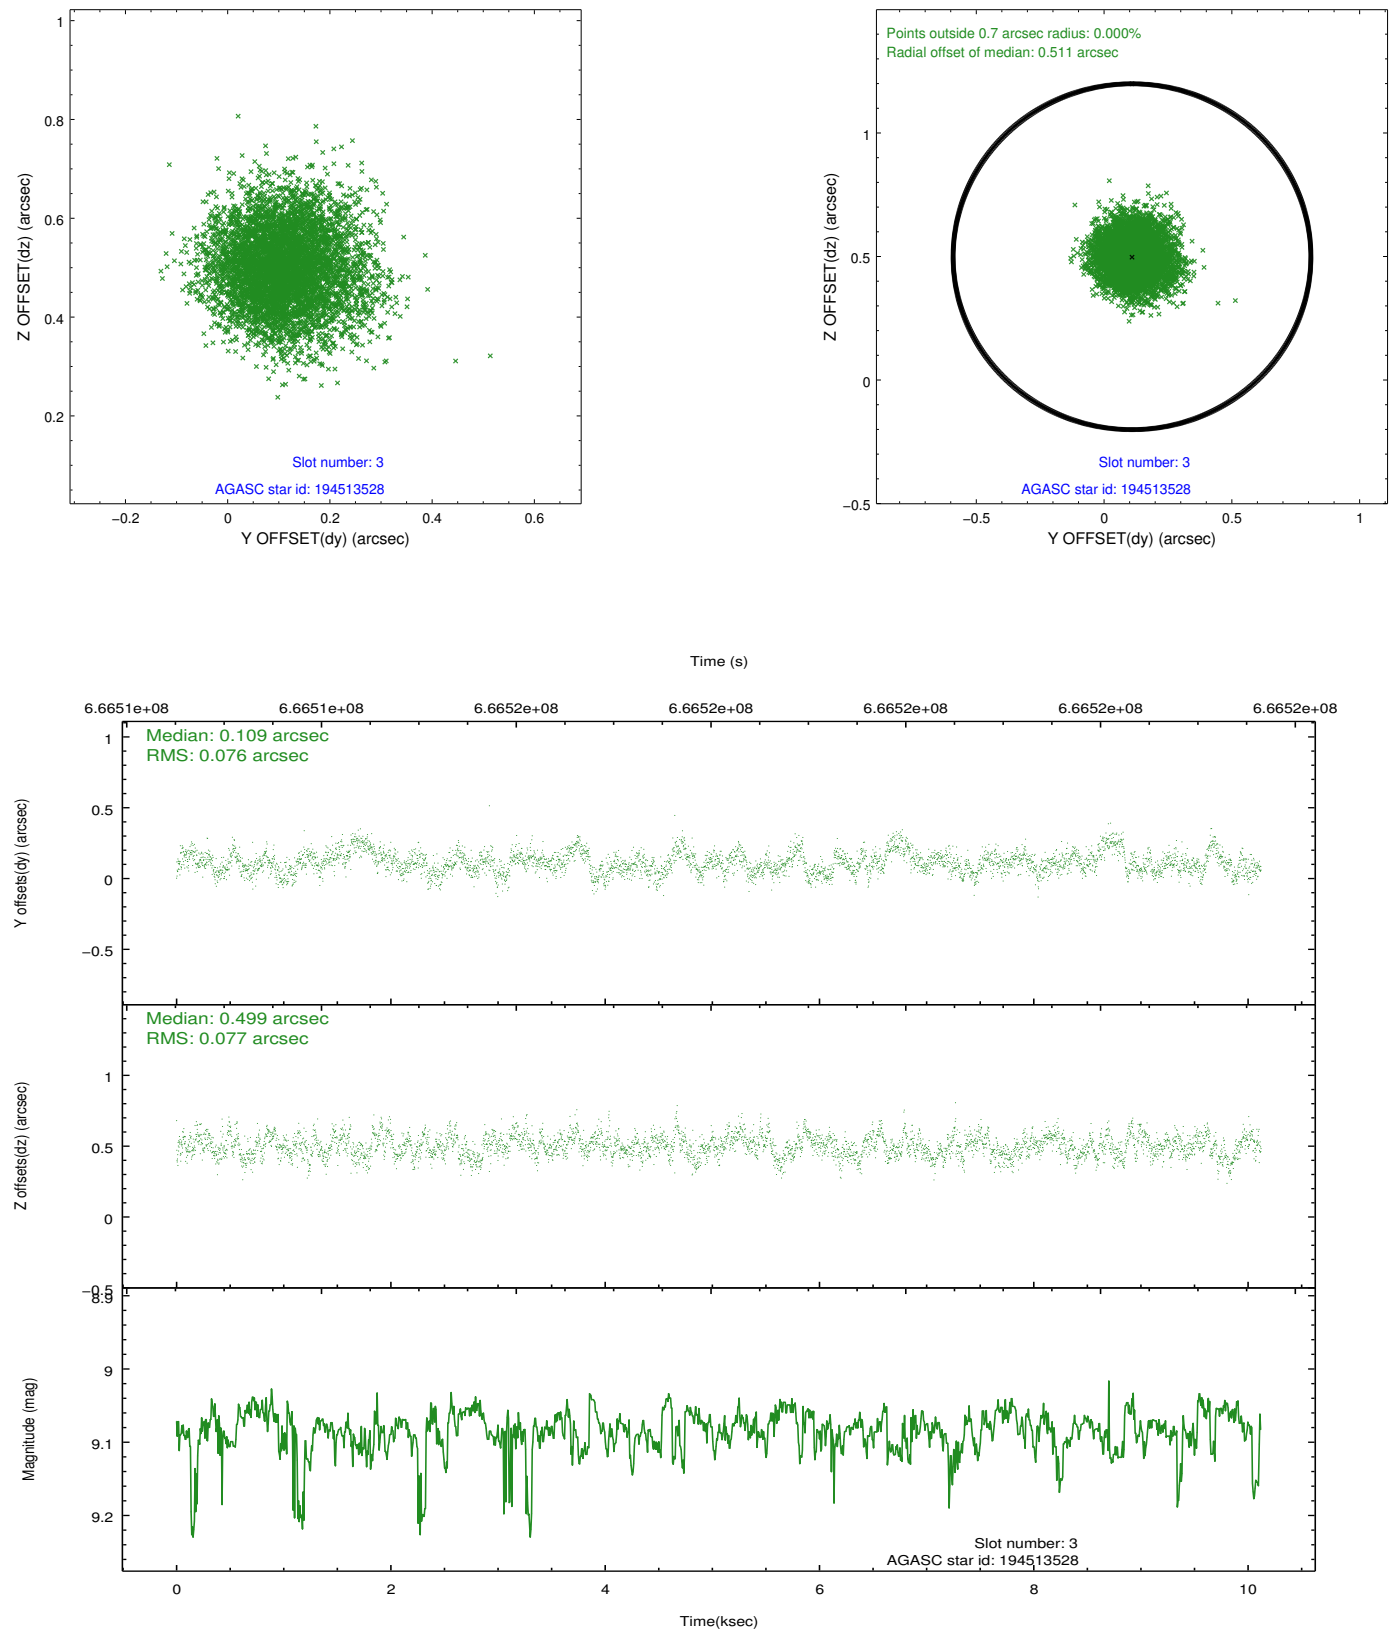 1
0.8
0.6
0.4
0.2
Z OFFSET(dz) (arcsec)
Slot number: 3
AGASC star id: 194513528
−0.2 0 0.2 0.4 0.6
Y OFFSET(dy) (arcsec)
Points outside 0.7 arcsec radius: 0.000%
Radial offset of median: 0.511 arcsec
1
0.5
0
−0.5
Z OFFSET(dz) (arcsec)
Slot number: 3
AGASC star id: 194513528
−0.5 0 0.5 1
Y OFFSET(dy) (arcsec)
Time (s)
6.6651e+08 6.6651e+08 6.6652e+08 6.6652e+08 6.6652e+08 6.6652e+08 6.6652e+08
Median: 0.109 arcsec
RMS: 0.076 arcsec
1
0.5
0
−0.5
Y offsets(dy) (arcsec)
Median: 0.499 arcsec
RMS: 0.077 arcsec
1
0.5
0
−0.5
Z offsets(dz) (arcsec)
8.9
9
9.1
9.2
Magnitude (mag)
Slot number: 3
AGASC star id: 194513528
0 2 4 6 8 10
Time(ksec)